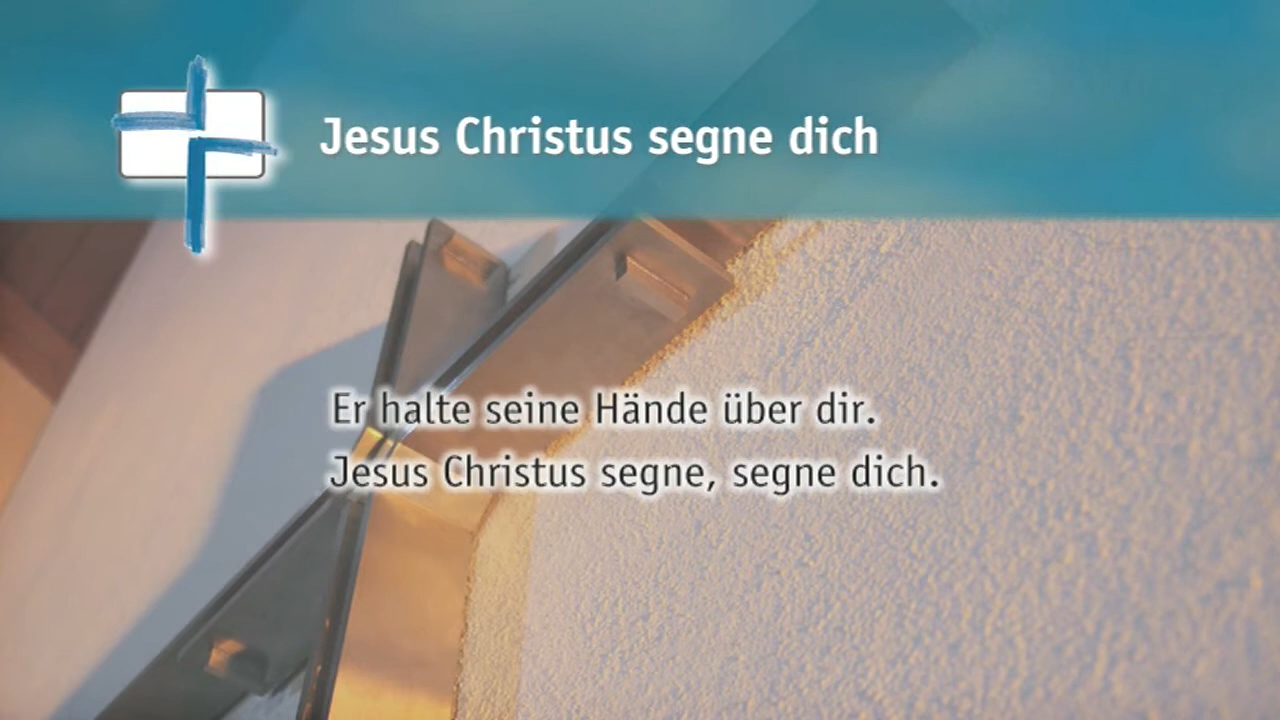 Jesus Christus segne dich
Er halte seine Hände über dir.
Jesus Christus segne, segne dich.